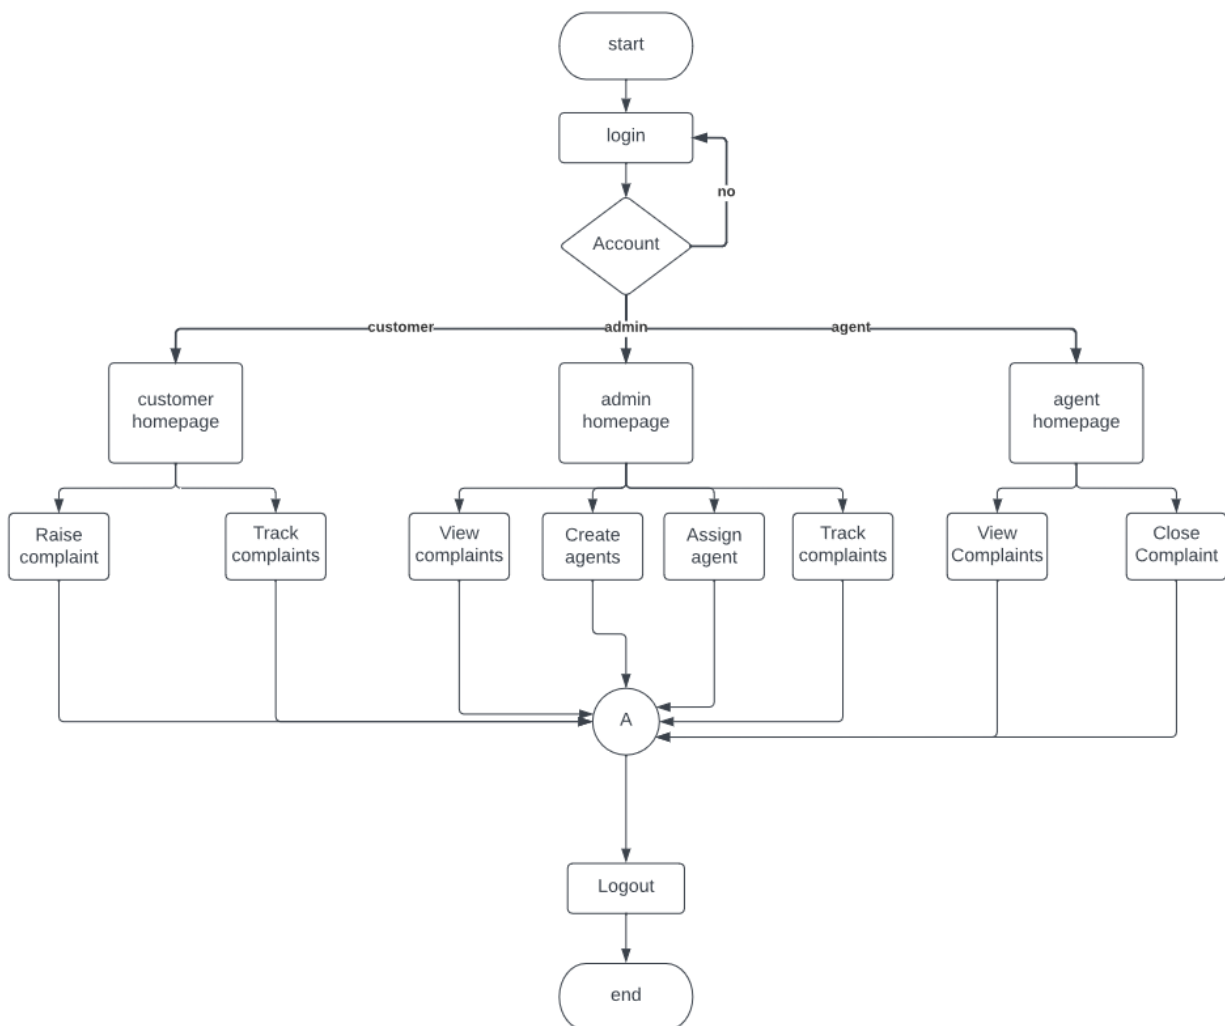 start
login
no
Account
customer
admin
agent
customer
homepage
admin
homepage
agent
homepage
Raise
complaint
Track
complaints
View
complaints
Create
agents
Assign
agent
Track
complaints
View
Complaints
Close
Complaint
A
Logout
end